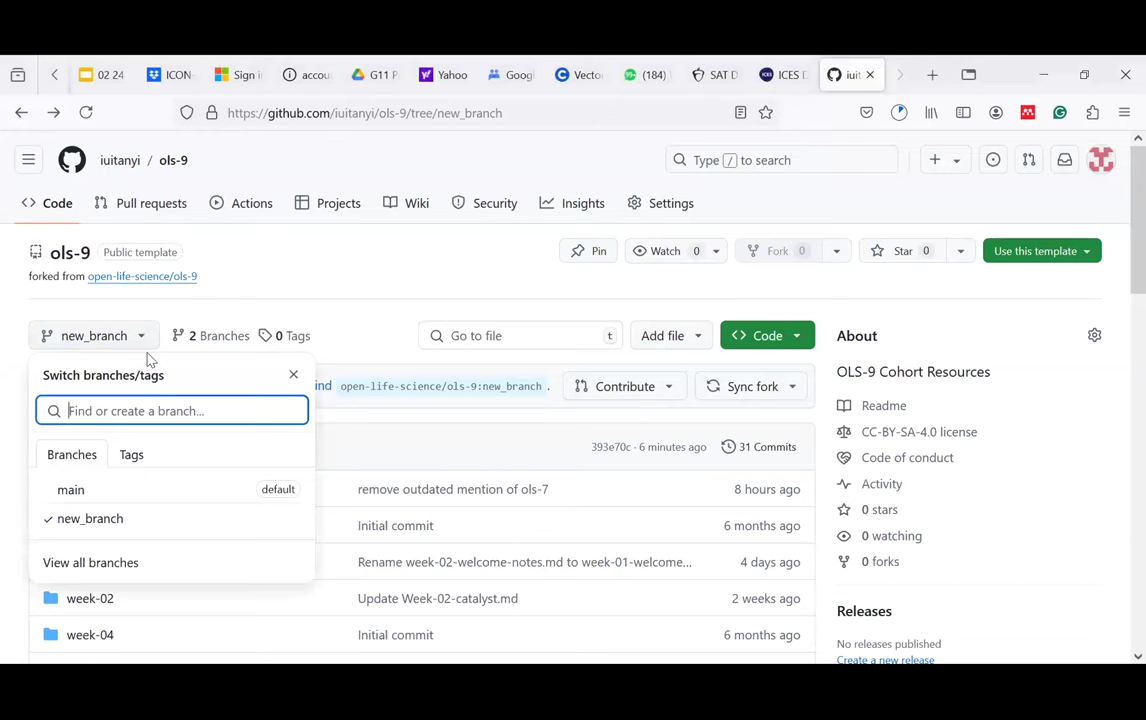 02 24
ICON-
Sign i
accou
G11 P
Yahoo
Googl
Vecto
(184)
SAT D
ICES D
iuit
https://github.com/iuitanyi/ols-9/tree/new_branch
iuitanyi / ols-9
Type / to search
Code
Pull requests
Actions
Projects
Wiki
Security
Insights
Settings
ols-9
Public template
Pin
Watch 0
Fork 0
Star 0
Use this template
forked from open-life-science/ols-9
new_branch
2 Branches
0 Tags
Go to file
t
Add file
Code
About
Switch branches/tags
OLS-9 Cohort Resources
ind open-life-science/ols-9:new_branch .
Contribute
Sync fork
Find or create a branch...
Readme
CC-BY-SA-4.0 license
Branches
Tags
393e70c · 6 minutes ago
31 Commits
Code of conduct
Activity
main
default
remove outdated mention of ols-7
8 hours ago
0 stars
new_branch
Initial commit
6 months ago
0 watching
View all branches
Rename week-02-welcome-notes.md to week-01-welcome...
4 days ago
0 forks
week-02
Update Week-02-catalyst.md
2 weeks ago
Releases
week-04
Initial commit
6 months ago
No releases published
Create a new release